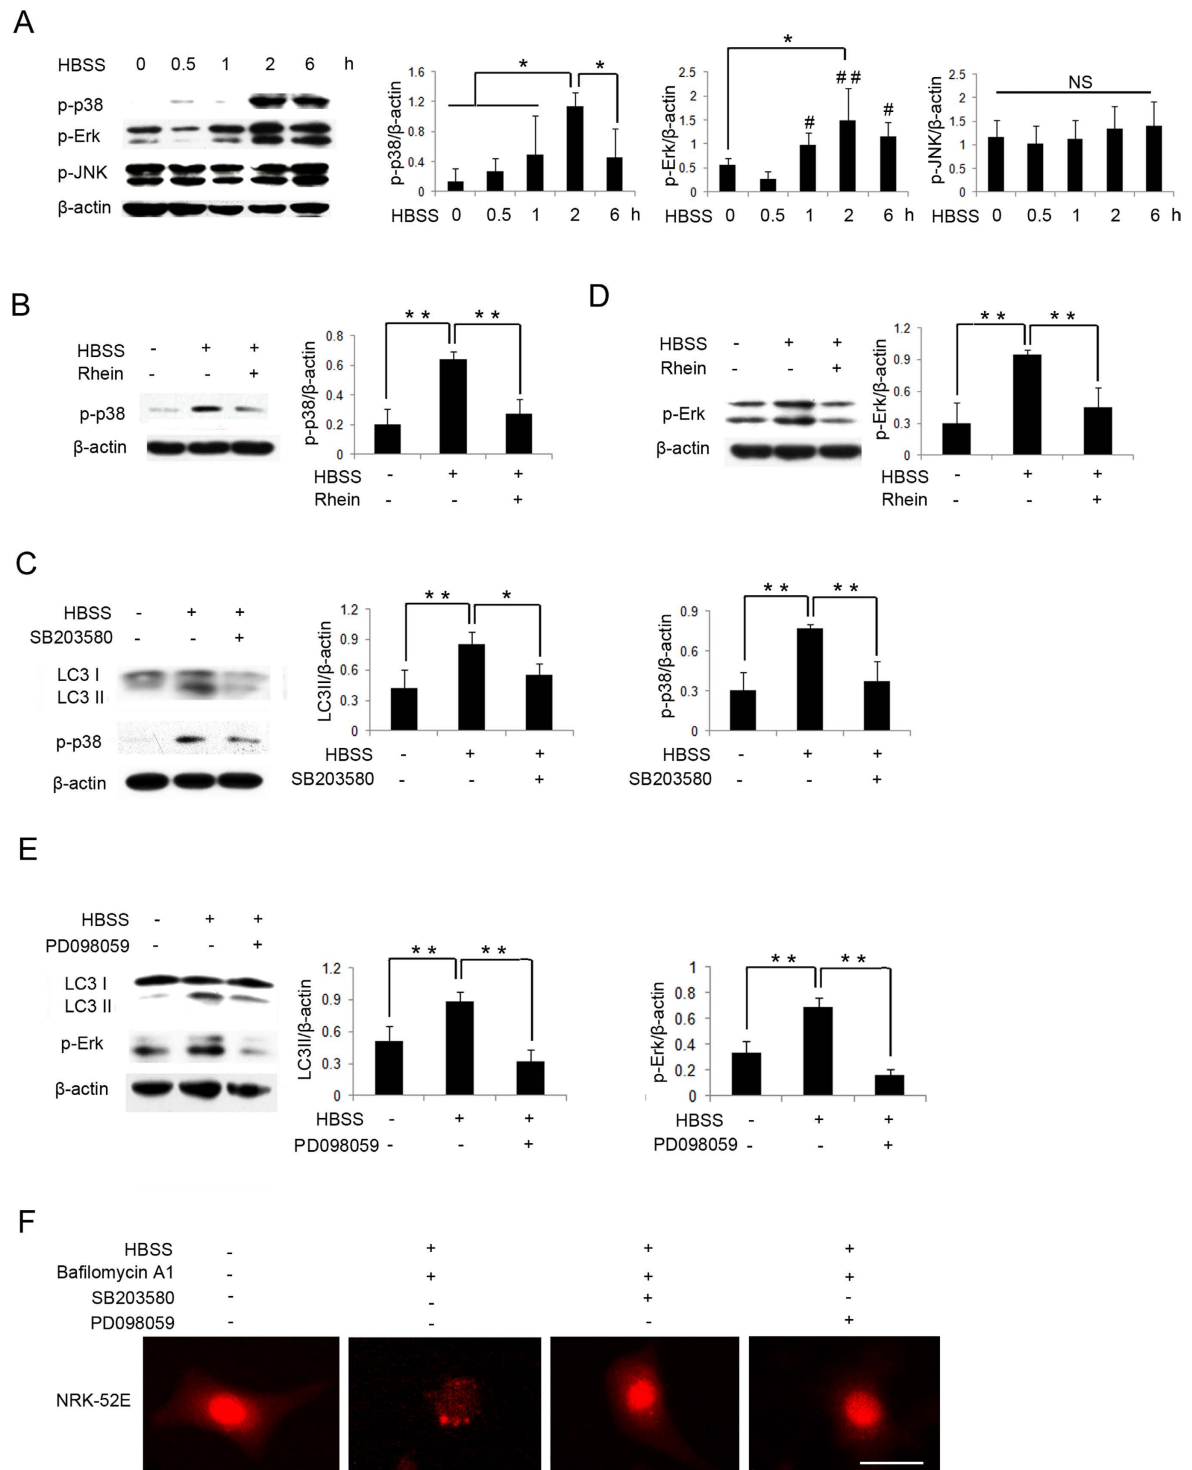 A
HBSS 0 0.5 1 2 6 h
p-p38
p-Erk
p-JNK
β-actin
p-p38/β-actin
1.6
1.2
0.8
0.4
0
* *
HBSS 0 0.5 1 2 6 h
p-Erk/β-actin
2.5
2
1.5
1
0.5
0
*
# ## #
HBSS 0 0.5 1 2 6 h
p-JNK/β-actin
2.5
2
1.5
1
0.5
0
NS
HBSS 0 0.5 1 2 6 h
B
HBSS - + +
Rhein - - +
p-p38
β-actin
p-p38/β-actin
0.8
0.6
0.4
0.2
0
** **
HBSS - + +
Rhein - - +
D
HBSS - + +
Rhein - - +
p-Erk
β-actin
p-Erk/β-actin
1.2
0.9
0.6
0.3
0
** **
HBSS - + +
Rhein - - +
C
HBSS - + +
SB203580 - - +
LC3 I
LC3 II
p-p38
β-actin
LC3II/β-actin
1.2
0.9
0.6
0.3
0
** *
HBSS - + +
SB203580 - - +
p-p38/β-actin
0.9
0.6
0.3
0
** **
HBSS - + +
SB203580 - - +
E
HBSS - + +
PD098059 - - +
LC3 I
LC3 II
p-Erk
β-actin
LC3II/β-actin
1.2
0.9
0.6
0.3
0
** **
HBSS - + +
PD098059 - - +
p-Erk/β-actin
1
0.8
0.6
0.4
0.2
0
** **
HBSS - + +
PD098059 - - +
F
HBSS - + + +
Bafilomycin A1 - + + +
SB203580 - - + -
PD098059 - - - +
NRK-52E